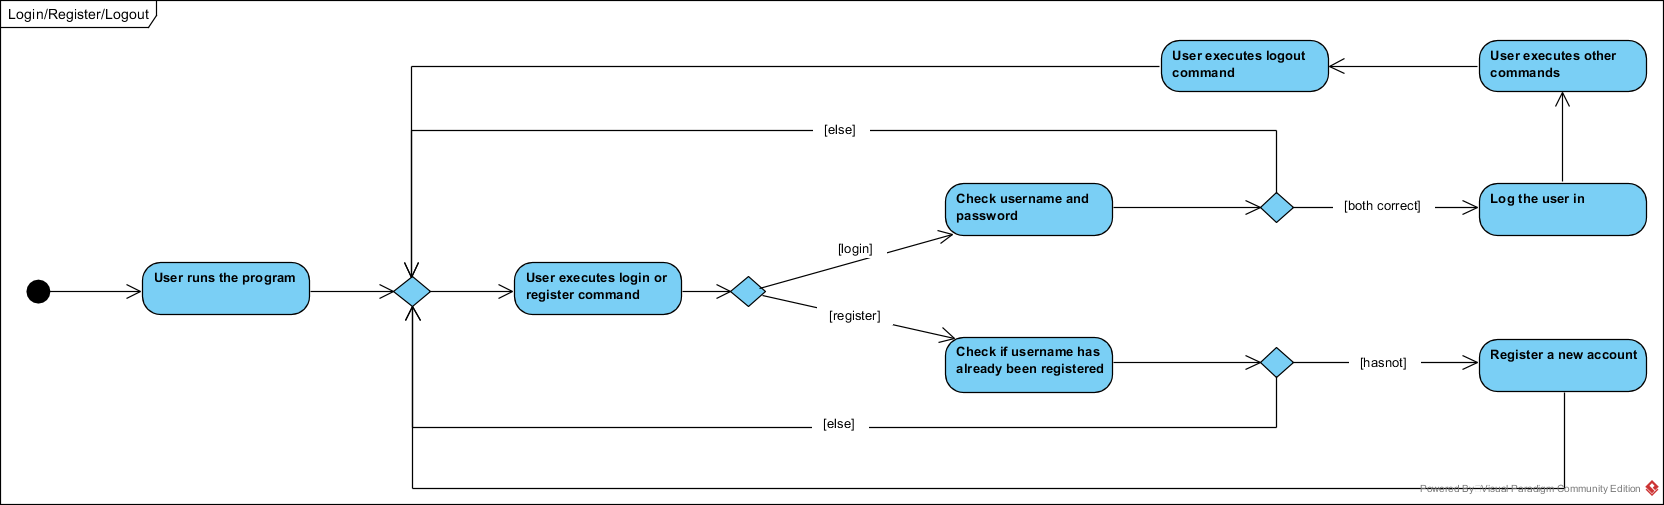 Login/Register/Logout
User executes logout
command
User executes other
commands
[else]
Check username and
password
[both correct]
Log the user in
[login]
User runs the program
User executes login or
register command
[register]
Check if username has
already been registered
[hasnot]
Register a new account
[else]
Powered By Visual Paradigm Community Edition